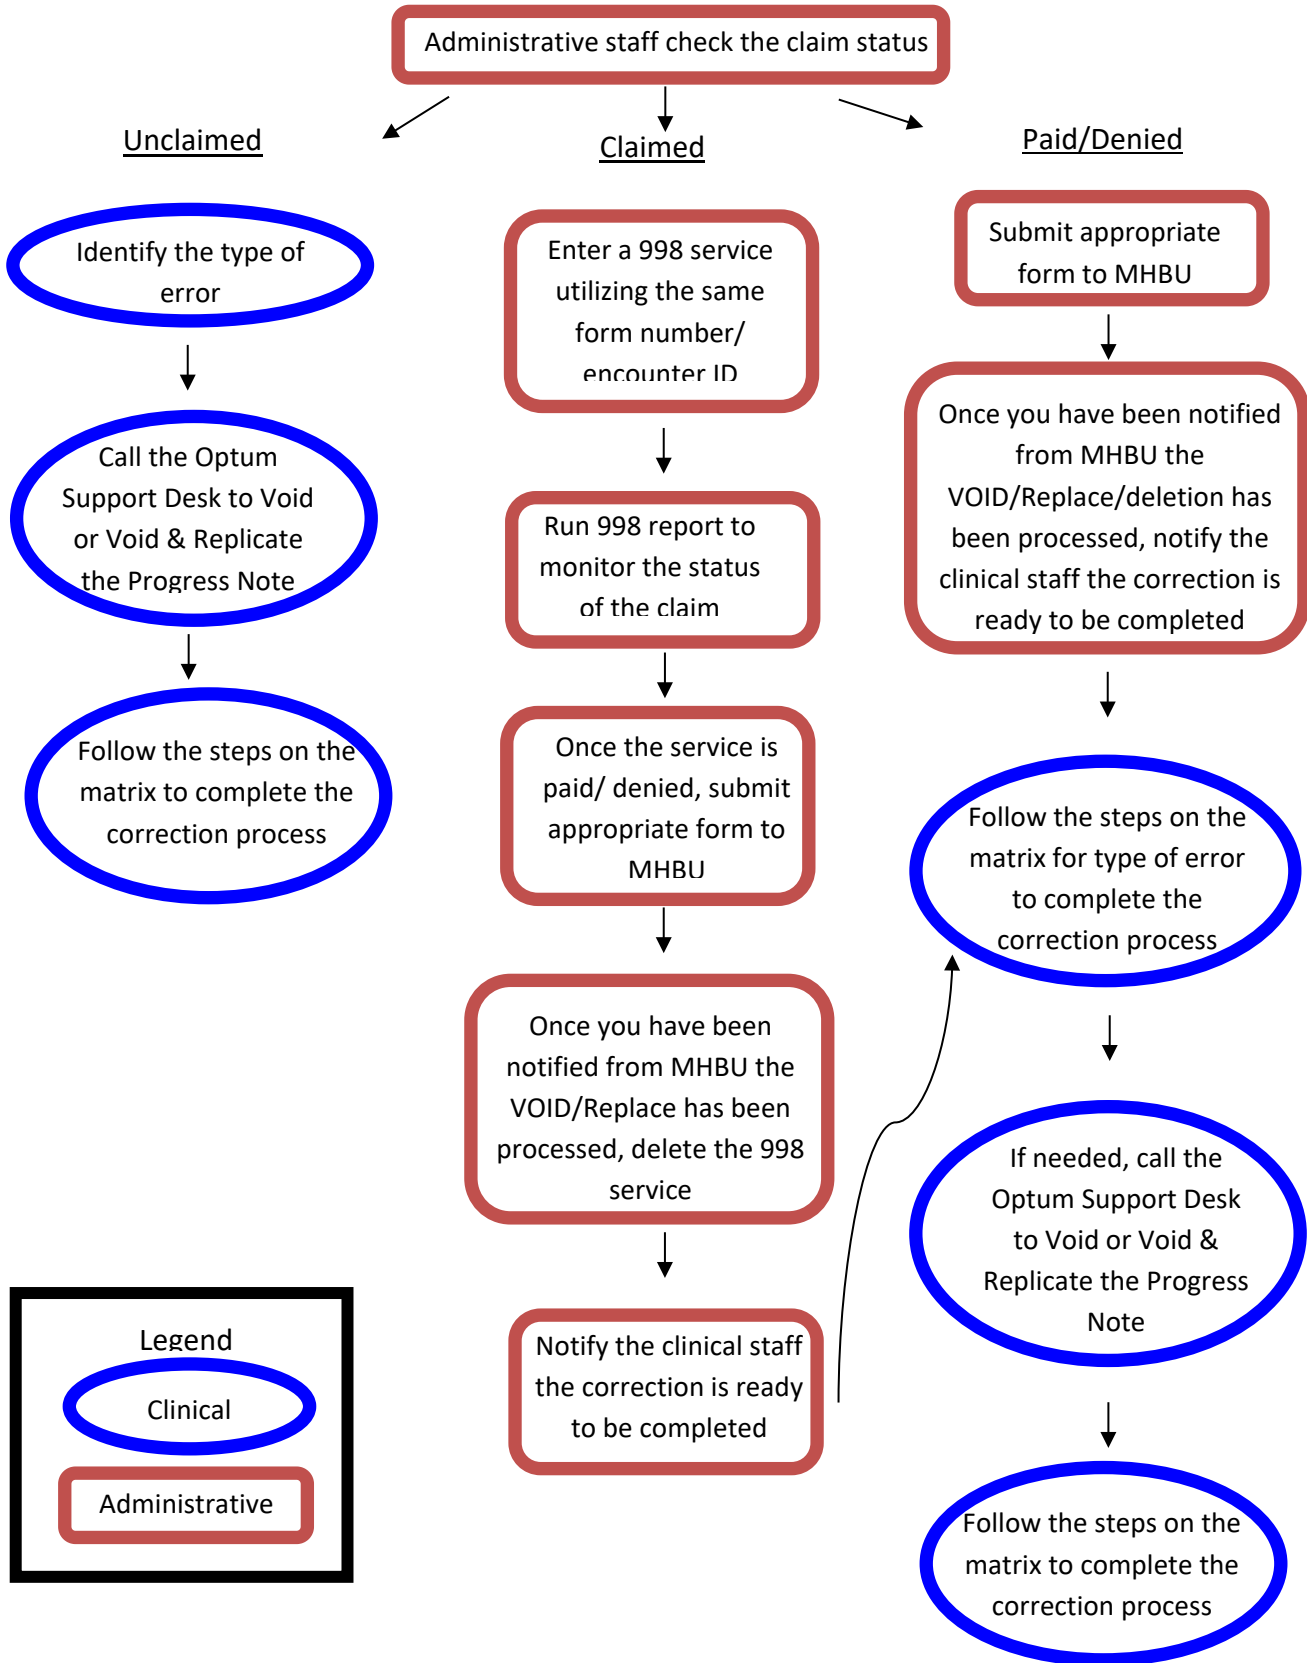 Administrative staff check the claim status
Unclaimed
Identify the type of
error
Call the Optum
Support Desk to Void
or Void & Replicate
the Progress Note
Follow the steps on the
matrix to complete the
correction process
Claimed
Enter a 998 service
utilizing the same
form number/
encounter ID
Run 998 report to
monitor the status
of the claim
Once the service is
paid/ denied, submit
appropriate form to
MHBU
Once you have been
notified from MHBU the
VOID/Replace has been
processed, delete the 998
service
Notify the clinical staff
the correction is ready
to be completed
Paid/Denied
Submit appropriate
form to MHBU
Once you have been notified
from MHBU the
VOID/Replace/deletion has
been processed, notify the
clinical staff the correction is
ready to be completed
Follow the steps on the
matrix for type of error
to complete the
correction process
If needed, call the
Optum Support Desk
to Void or Void &
Replicate the Progress
Note
Follow the steps on the
matrix to complete the
correction process
Legend
Clinical
Administrative